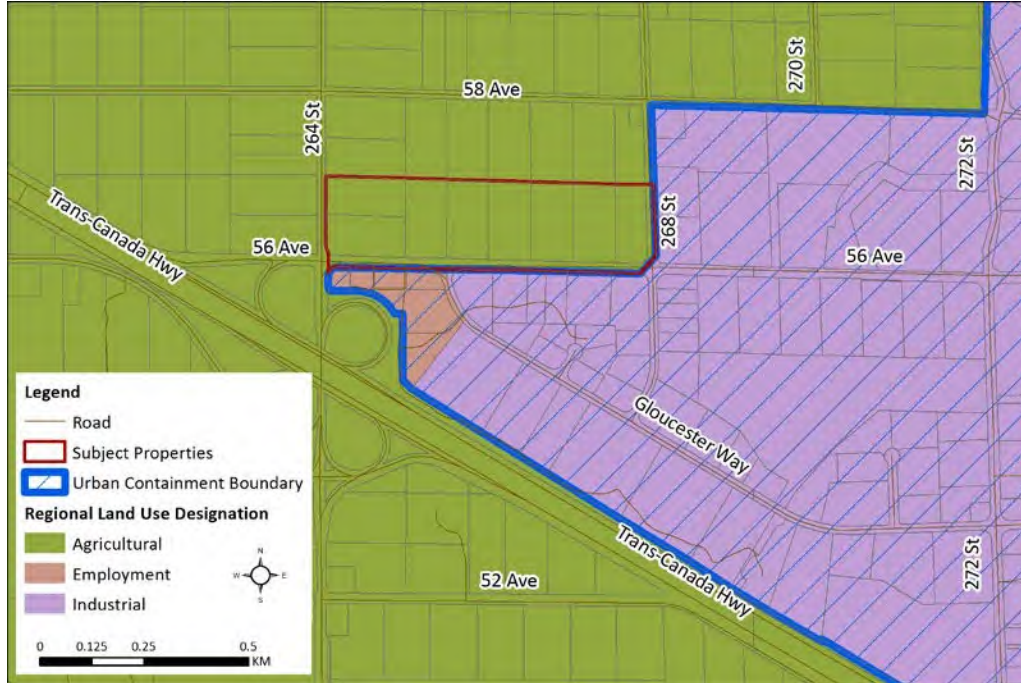 58 Ave
270 St
264 St
272 St
Trans-Canada Hwy
56 Ave
268 St
56 Ave
Gloucester Way
Trans-Canada Hwy
52 Ave
272 St
Legend
Road
Subject Properties
Urban Containment Boundary
Regional Land Use Designation
Agricultural
Employment
Industrial
N
W E
S
0 0.125 0.25 0.5
KM